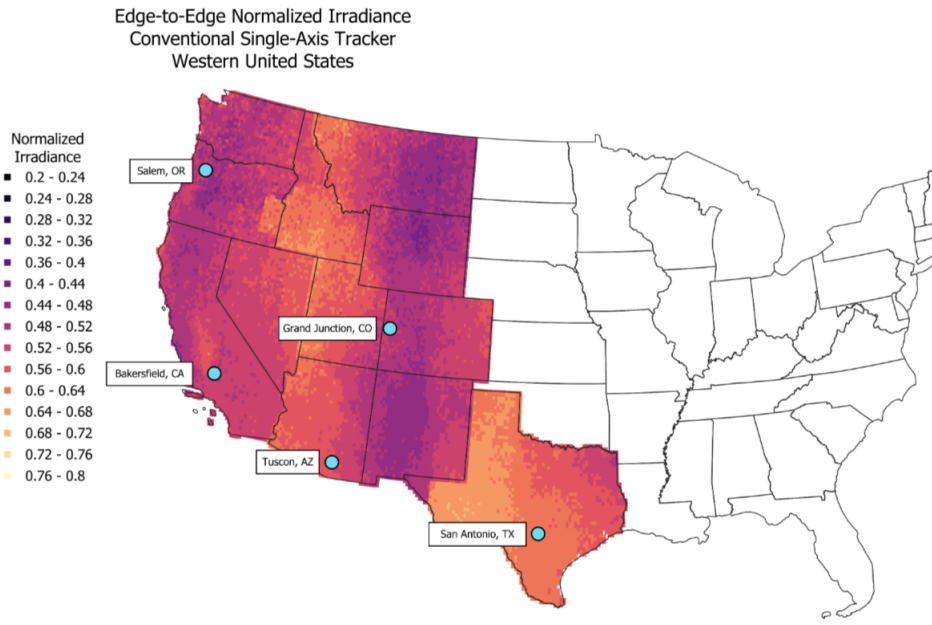 Edge-to-Edge Normalized Irradiance
Conventional Single-Axis Tracker
Western United States
Normalized
Irradiance
0.2 - 0.24
0.24 - 0.28
0.28 - 0.32
0.32 - 0.36
0.36 - 0.4
0.4 - 0.44
0.44 - 0.48
0.48 - 0.52
0.52 - 0.56
0.56 - 0.6
0.6 - 0.64
0.64 - 0.68
0.68 - 0.72
0.72 - 0.76
0.76 - 0.8
Salem, OR
Grand Junction, CO
Bakersfield, CA
Tuscon, AZ
San Antonio, TX